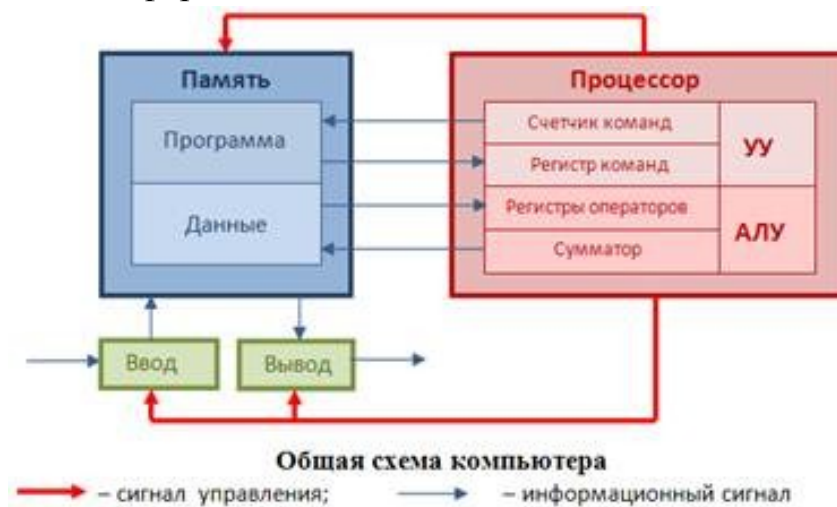 Память
Процессор
Программа
Данные
Счетчик команд
Регистр команд
УУ
Регистры операторов
Сумматор
АЛУ
Ввод
Вывод
Общая схема компьютера
– сигнал управления;
– информационный сигнал